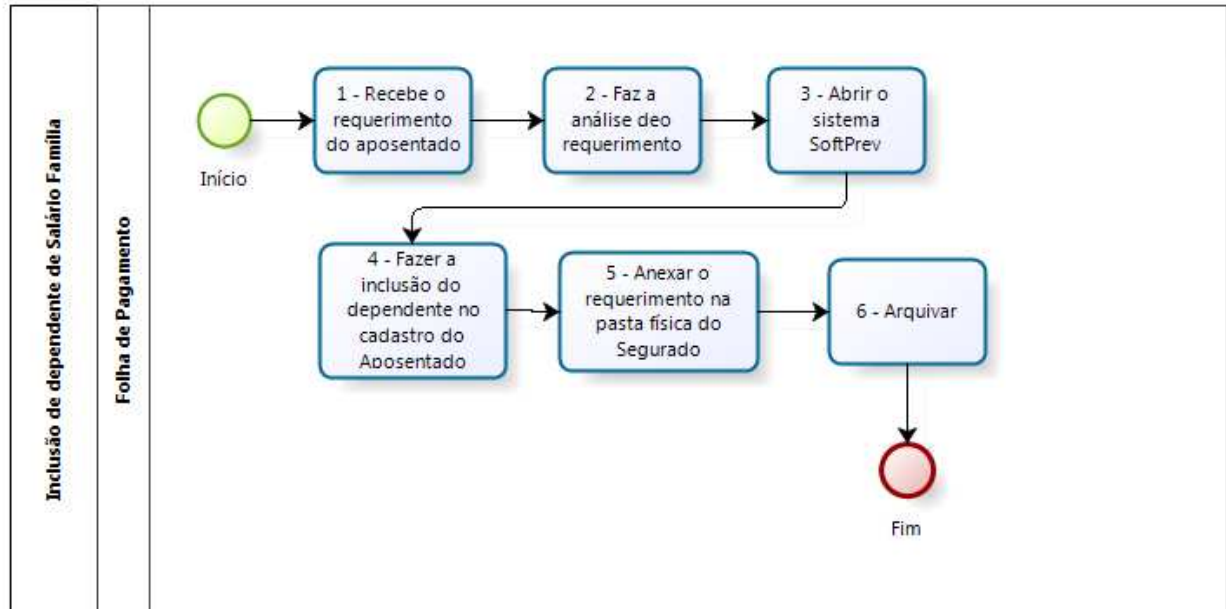 Inclusão de dependente de Salário Família
Folha de Pagamento
Início
1 - Recebe o
requerimento
do aposentado
2 - Faz a
análise deo
requerimento
3 - Abrir o
sistema
SoftPrev
4 - Fazer a
inclusão do
dependente no
cadastro do
Aposentado
5 - Anexar o
requerimento na
pasta física do
Segurado
6 - Arquivar
Fim